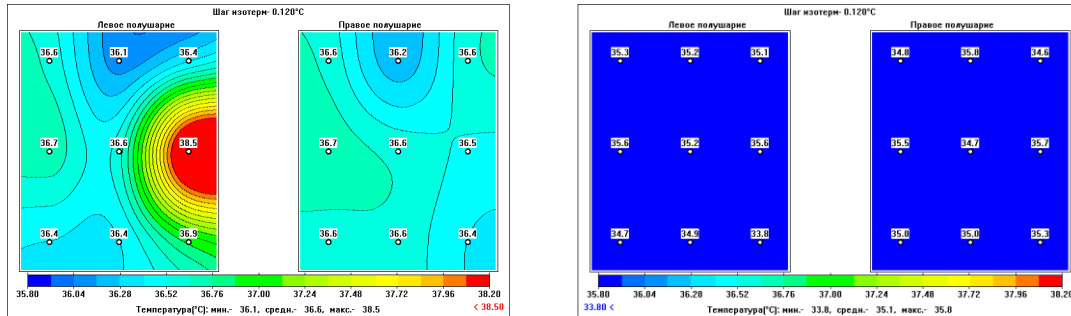 Шаг изотерм- 0.120°C
Левое полушарие Правое полушарие
36.6 36.1 36.4 36.6 36.2 36.6
36.7 36.6 38.5 36.7 36.6 36.5
36.4 36.4 36.9 36.6 36.6 36.4
35.80 36.04 36.28 36.52 36.76 37.00 37.24 37.48 37.72 37.96 38.20
Температура(°C): мин.- 36.1, средн.- 36.6, макс.- 38.5 < 38.50
Шаг изотерм- 0.120°C
Левое полушарие Правое полушарие
35.3 35.2 35.1 34.8 35.8 34.6
35.6 35.2 35.6 35.5 34.7 35.7
34.7 34.9 33.8 35.0 35.0 35.3
35.80 36.04 36.28 36.52 36.76 37.00 37.24 37.48 37.72 37.96 38.20
33.80 < Температура(°C): мин.- 33.8, средн.- 35.1, макс.- 35.8